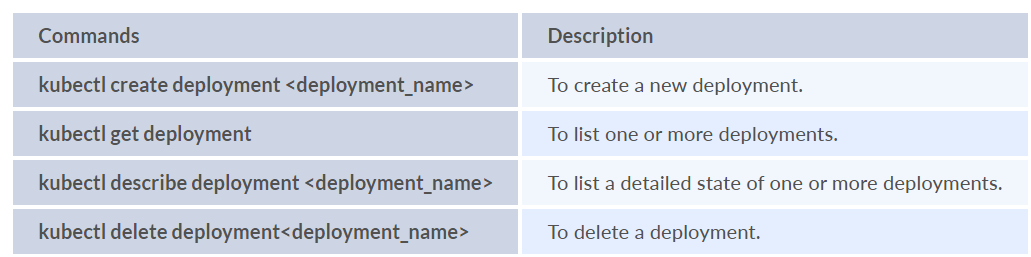 Commands Description
kubectl create deployment <deployment_name> To create a new deployment.
kubectl get deployment To list one or more deployments.
kubectl describe deployment <deployment_name> To list a detailed state of one or more deployments.
kubectl delete deployment<deployment_name> To delete a deployment.